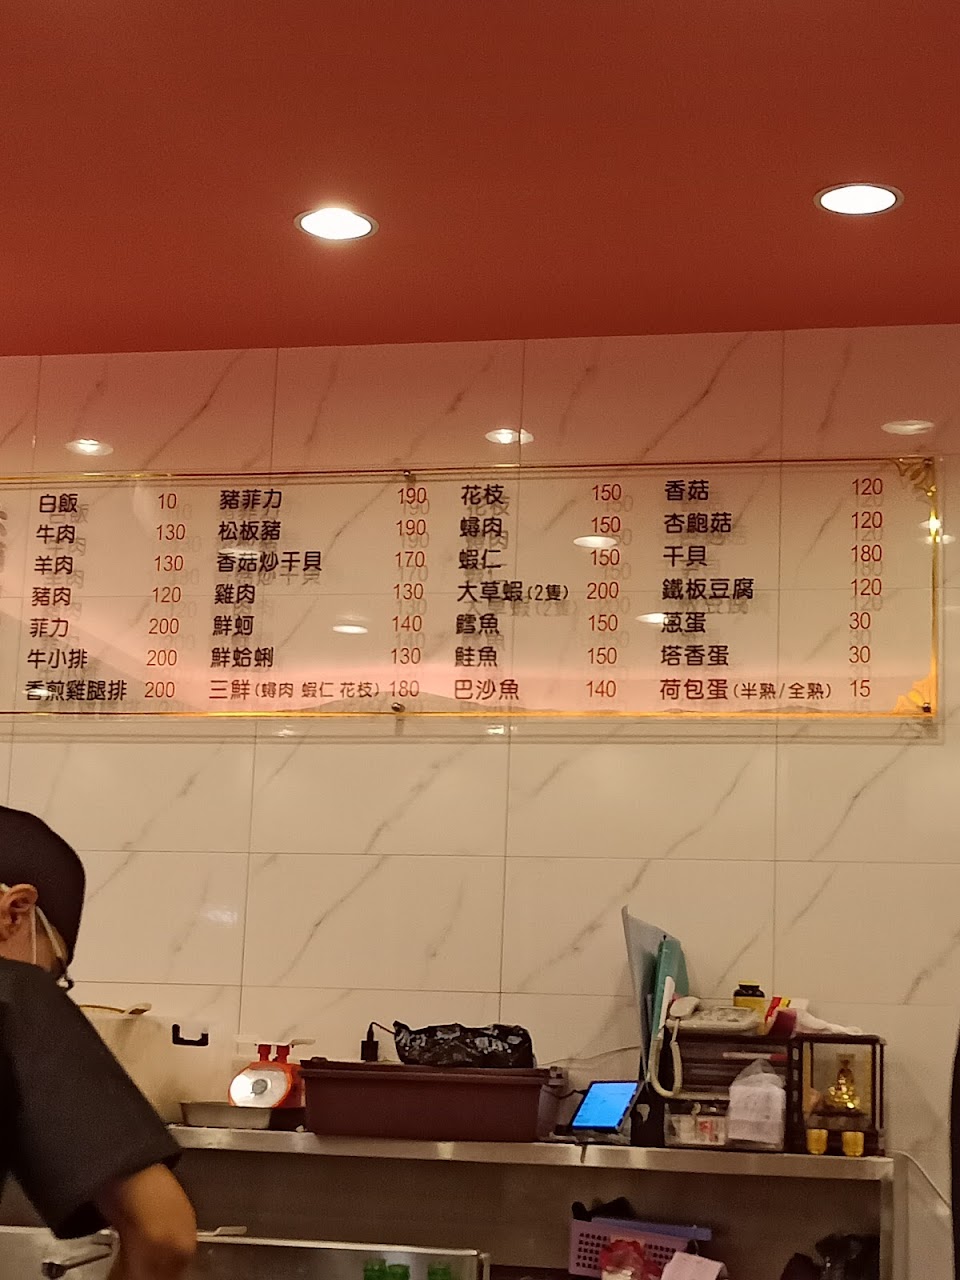 白飯 10
牛肉 130
羊肉 130
豬肉 120
菲力 200
牛小排 200
香煎雞腿排 200
豬菲力 190
松板豬 190
香菇炒干貝 170
雞肉 130
鮮蚵 140
鮮蛤蜊 130
三鮮(蟳肉 蝦仁 花枝) 180
花枝 150
蟳肉 150
蝦仁 150
大草蝦(2隻) 200
鱈魚 150
鮭魚 150
巴沙魚 140
香菇 120
杏鮑菇 120
干貝 180
鐵板豆腐 120
蔥蛋 30
塔香蛋 30
荷包蛋(半熟/全熟) 15